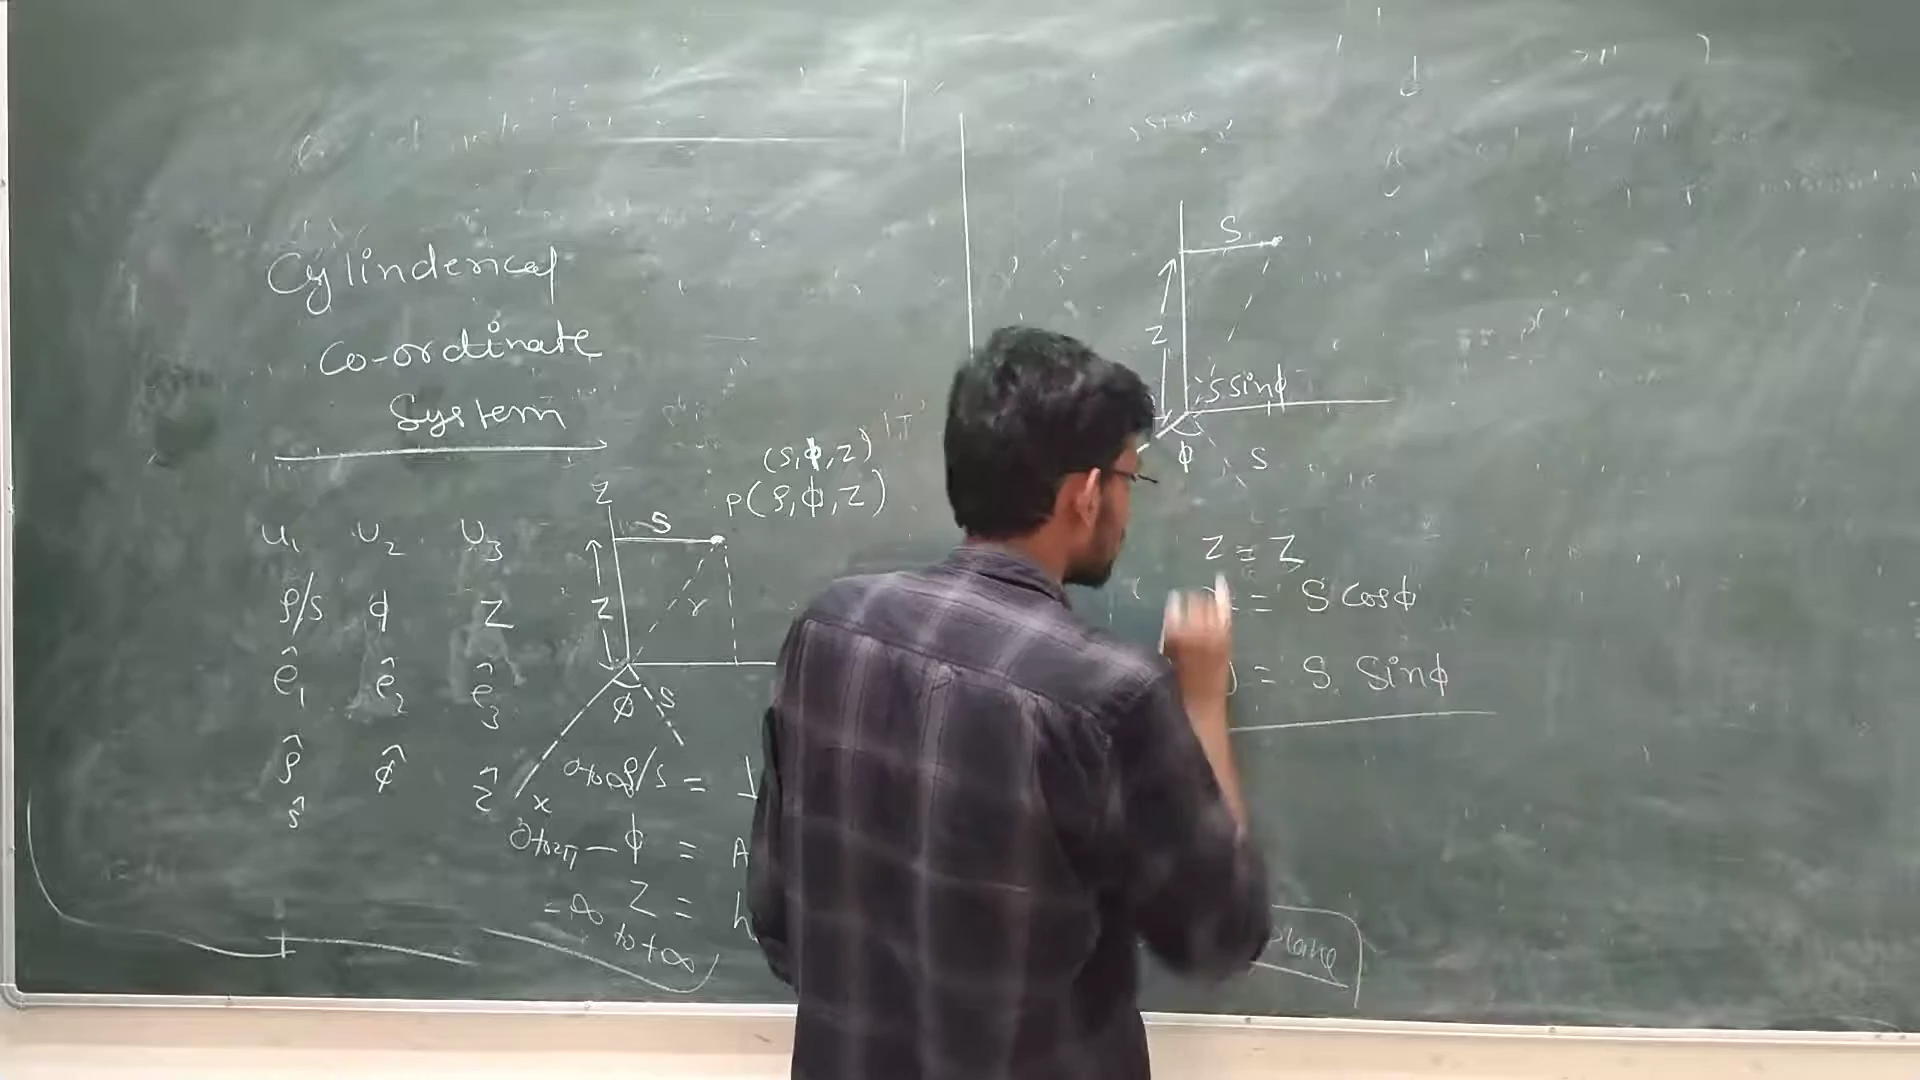 Cylinderical
Co-ordinate
System
u₁ u₂ u₃
ρ/s ϕ Z
ê₁ ê₂ ê₃
ρ̂ ϕ̂ ẑ
ŝ
(s,ϕ,z)
P(ρ,ϕ,Z)
Z
S
Z
r
ϕ
S
x
0 to ∞ ρ/s =
0 to 2π — ϕ = A
-∞ Z = h
to +∞
S
Z
S sinϕ
ϕ
S
Z = Z
= S cosϕ
= S Sinϕ
Plane